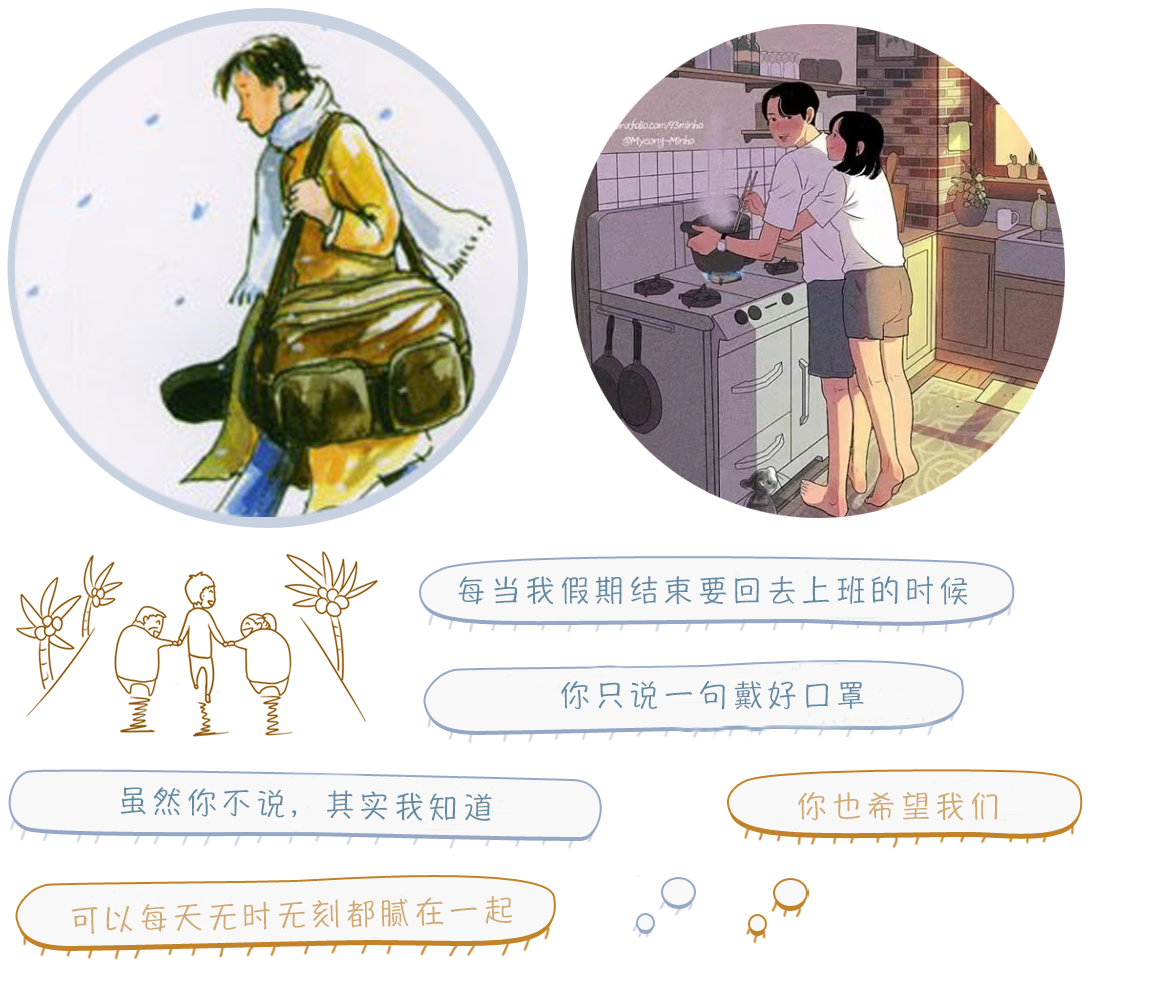 @Myeong-Minho
每当我假期结束要回去上班的时候
你只说一句戴好口罩
虽然你不说，其实我知道
你也希望我们
可以每天无时无刻都腻在一起